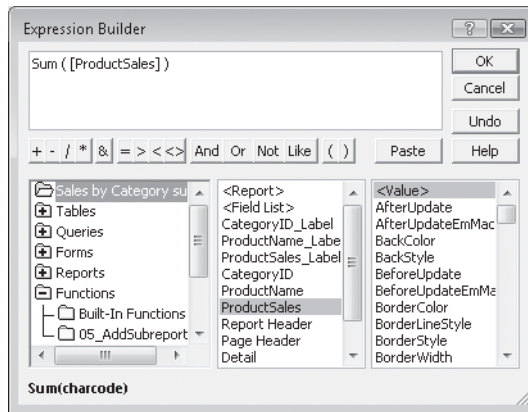 Expression Builder
Sum ( [ProductSales] )
OK
Cancel
Undo
+ - / * & = > < <> And Or Not Like ( ) Paste Help
Sales by Category su
Tables
Queries
Forms
Reports
Functions
Built-In Functions
05_AddSubreport
<Report>
<Field List>
CategoryID_Label
ProductName_Labe
ProductSales_Label
CategoryID
ProductName
ProductSales
Report Header
Page Header
Detail
<Value>
AfterUpdate
AfterUpdateEmMac
BackColor
BackStyle
BeforeUpdate
BeforeUpdateEmMa
BorderColor
BorderLineStyle
BorderStyle
BorderWidth
Sum(charcode)